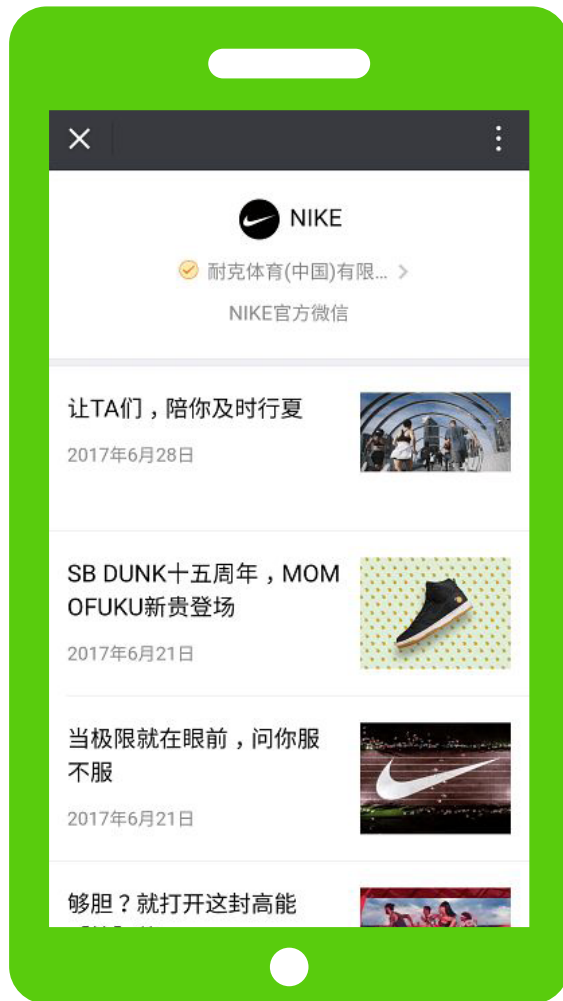 NIKE
耐克体育(中国)有限...
NIKE官方微信
让TA们，陪你及时行夏
2017年6月28日
SB DUNK十五周年，MOM
OFUKU新贵登场
2017年6月21日
当极限就在眼前，问你服
不服
2017年6月21日
够胆？就打开这封高能